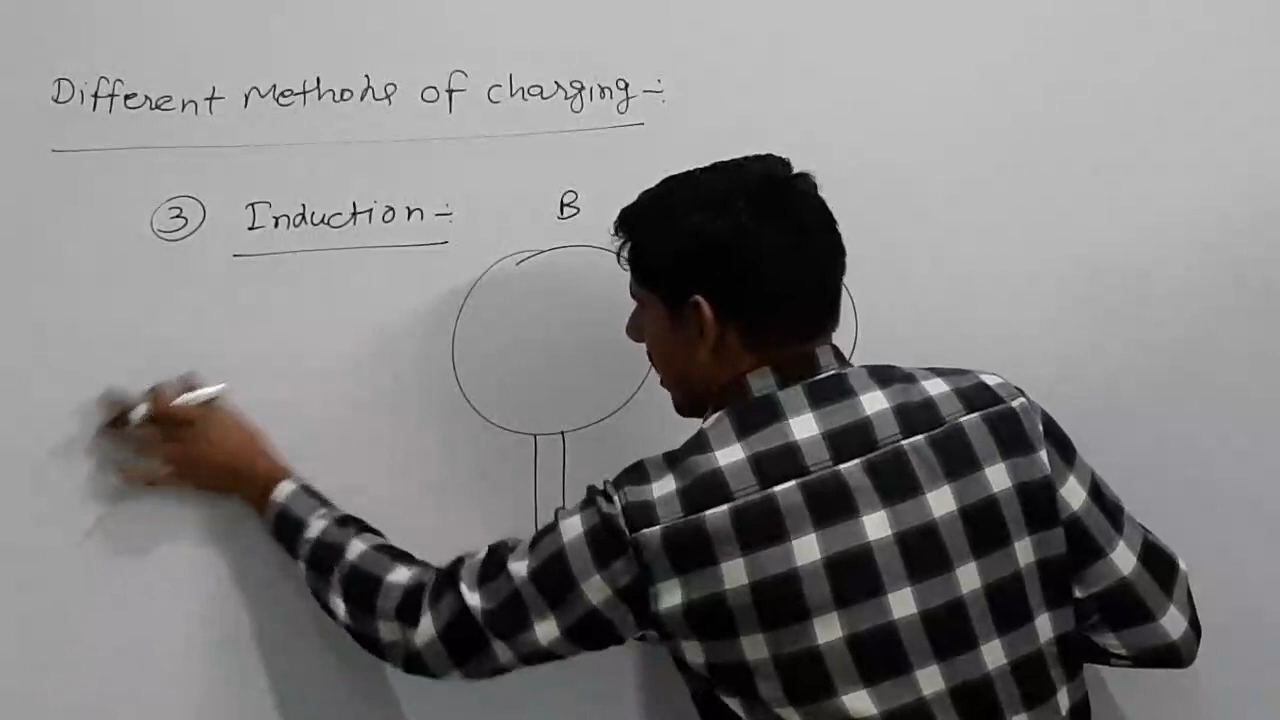 Different Methods of charging ÷
③ Induction ÷
B